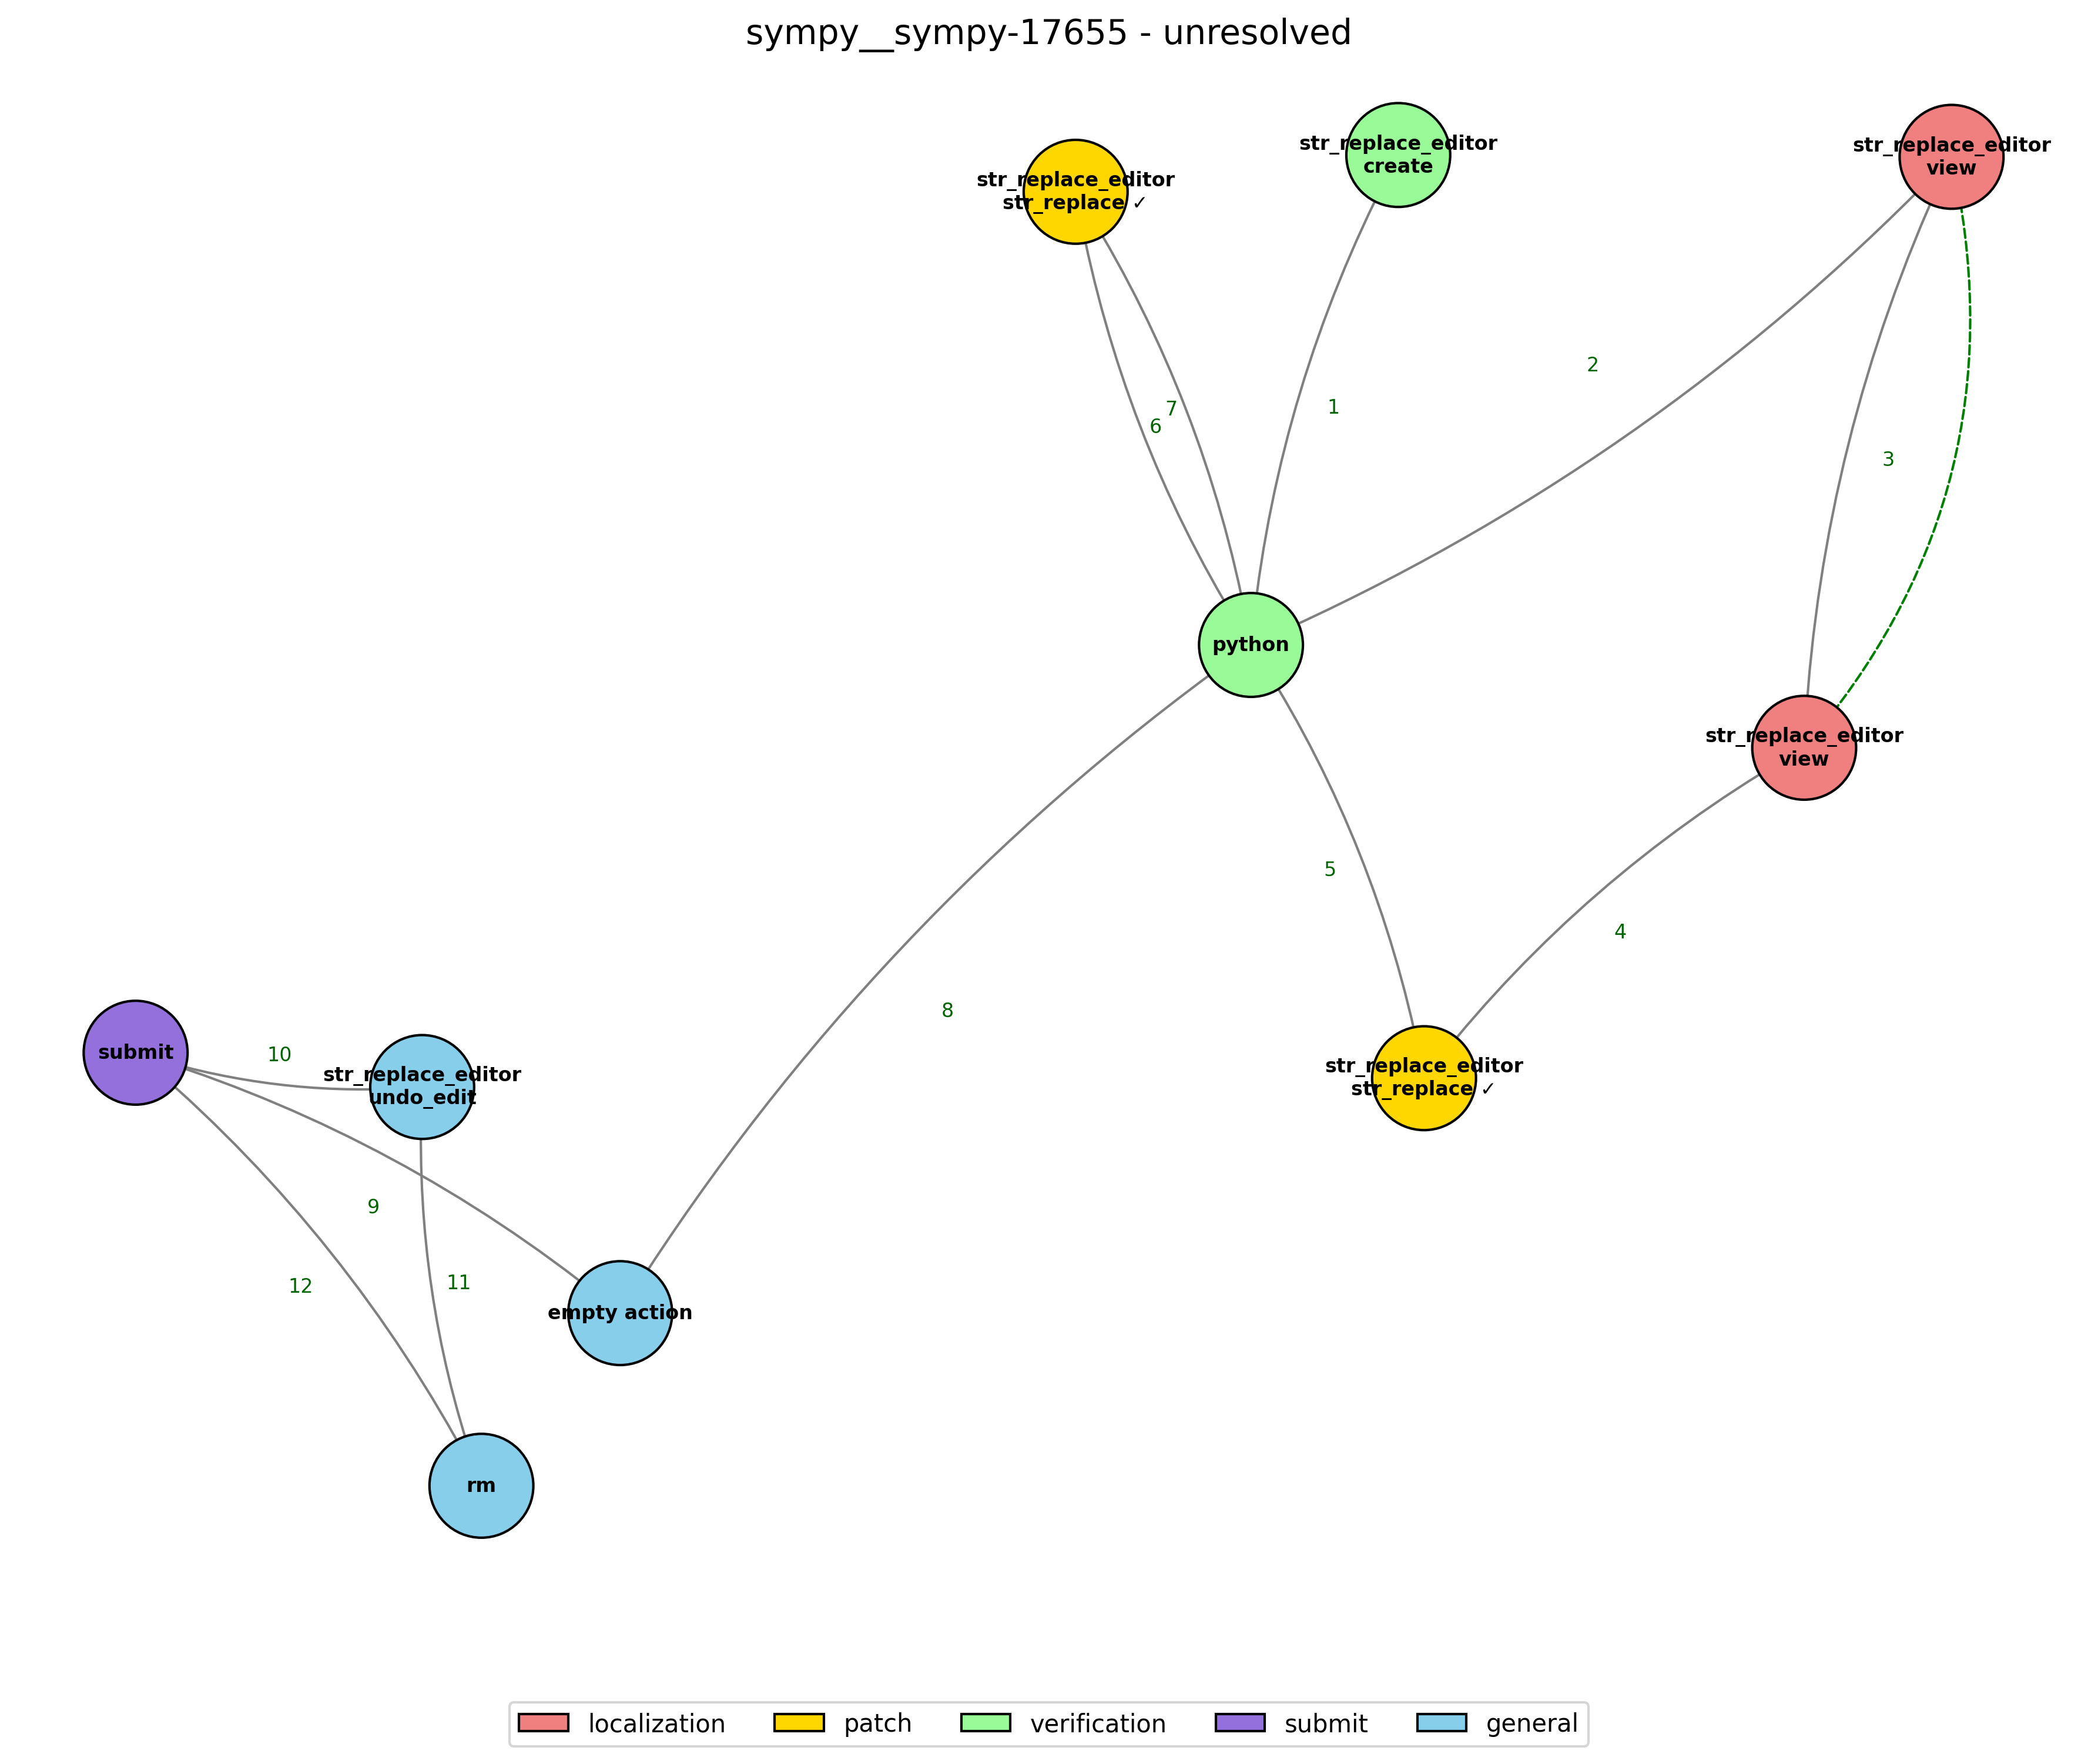 sympy__sympy-17655 - unresolved
str_replace_editor
create
str_replace_editor
view
str_replace_editor
str_replace ✓
2
1
7
6
3
python
str_replace_editor
view
5
4
8
submit
10
str_replace_editor
undo_edit
str_replace_editor
str_replace ✓
9
12
11
empty action
rm
localization
patch
verification
submit
general